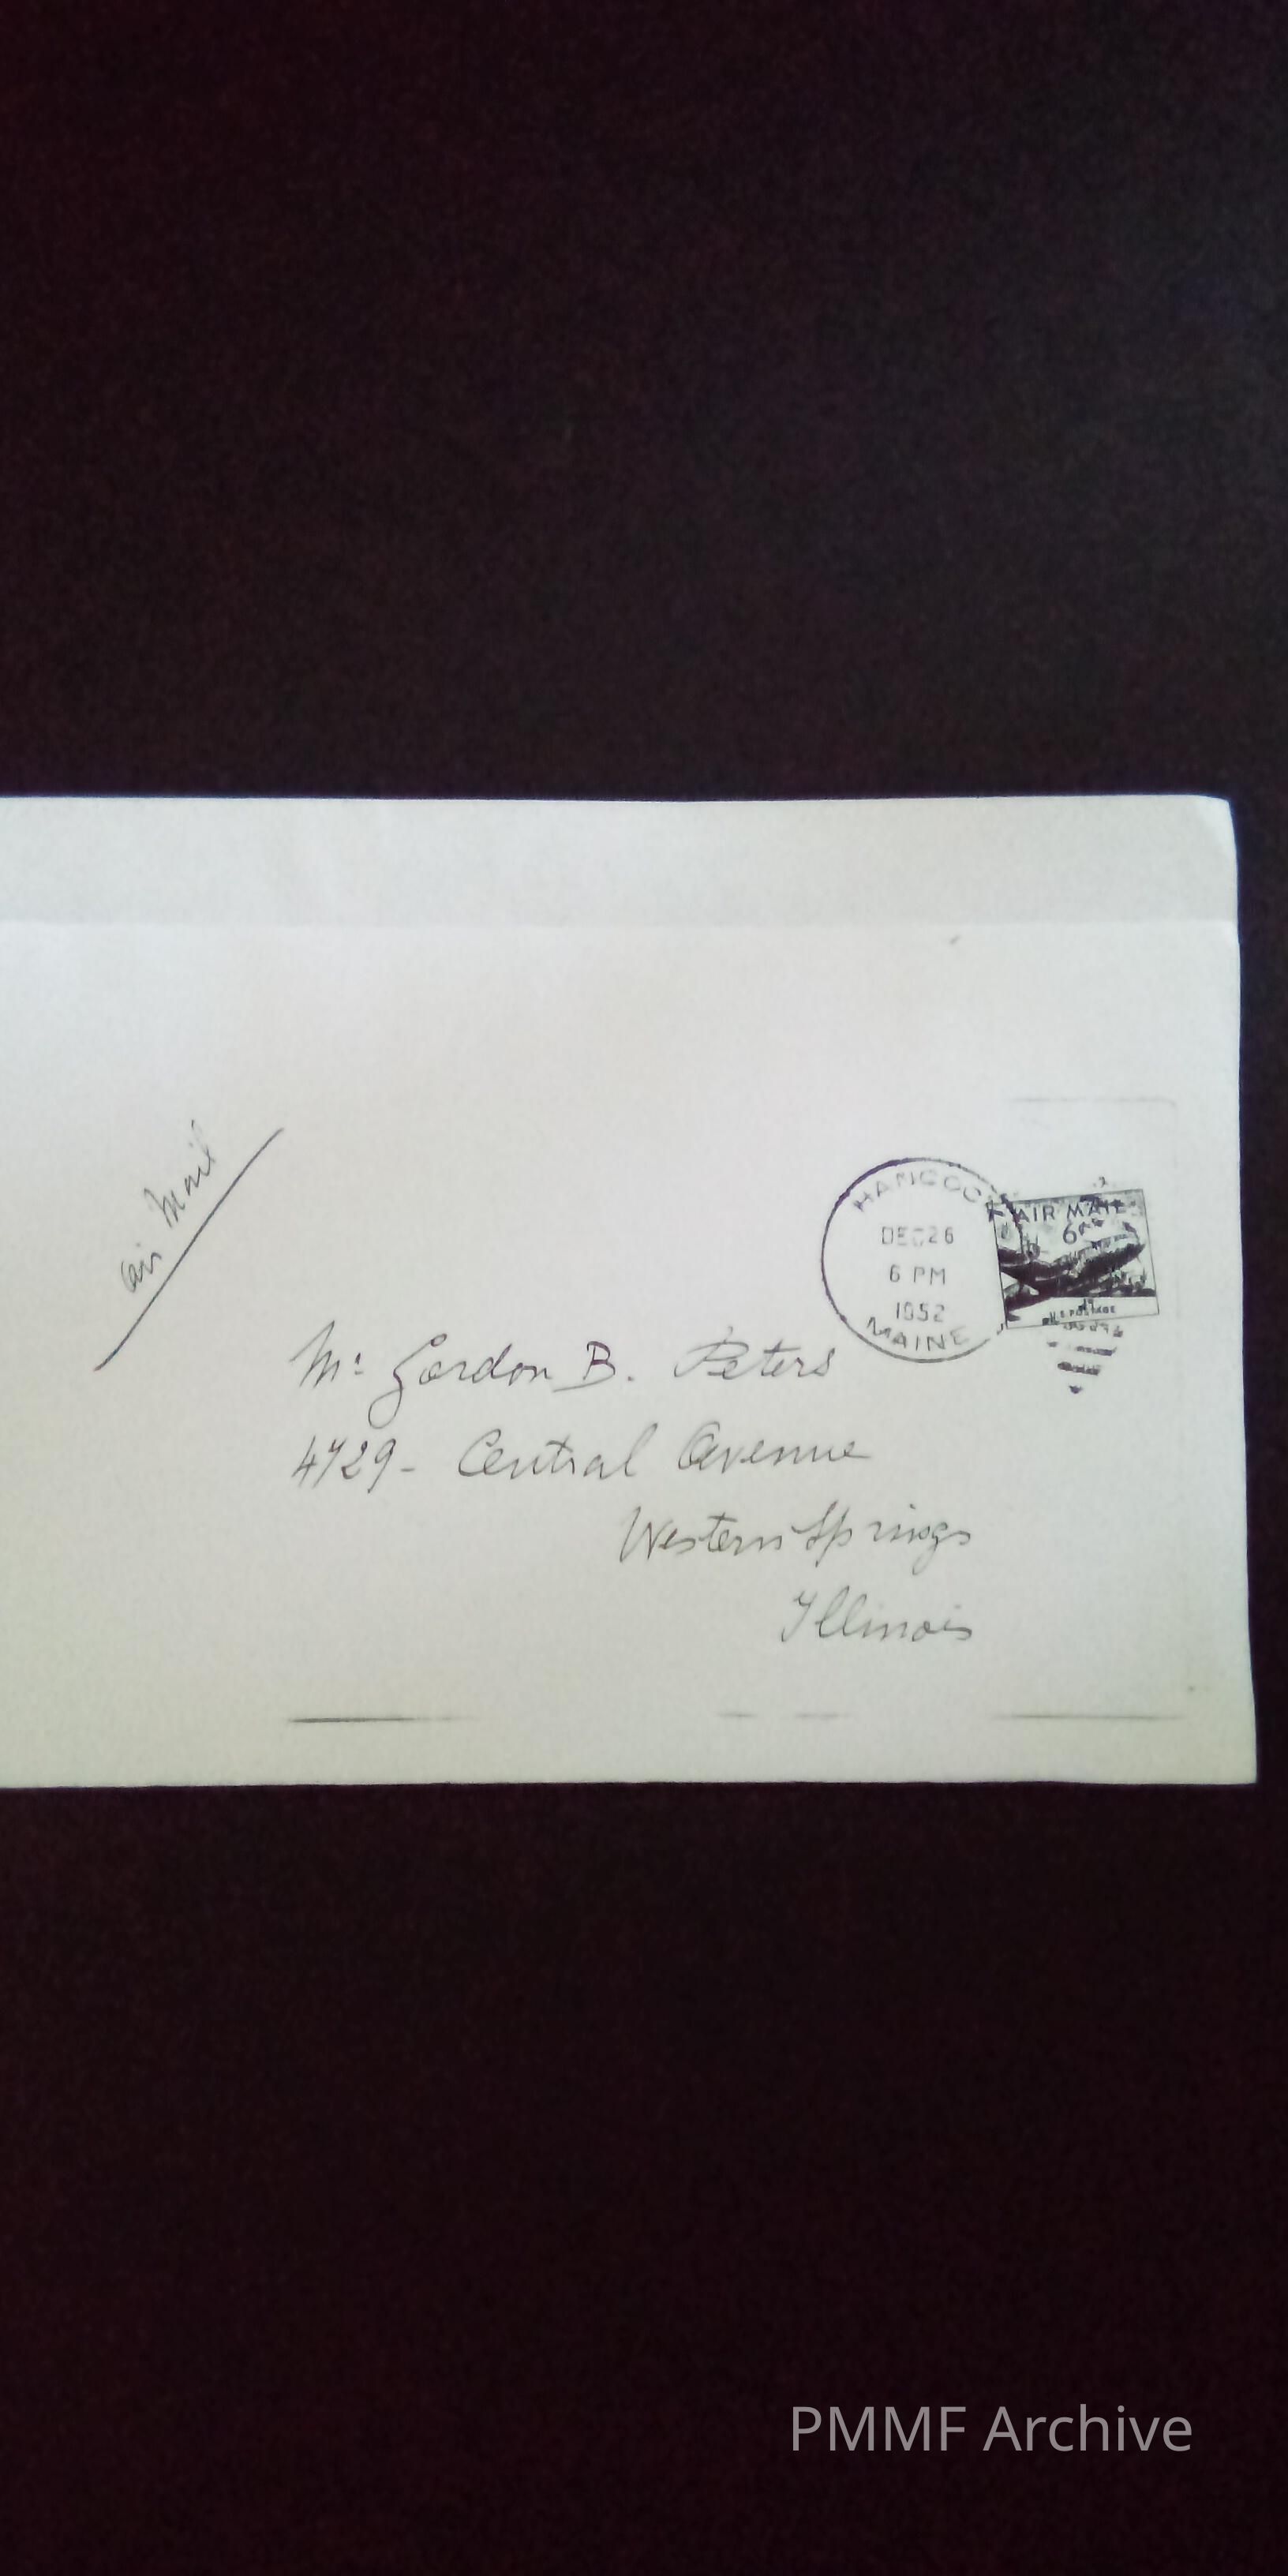 air Mail
HANCOCK
DEC 26
6 PM
1952
MAINE
AIR MAIL
6¢
U.S. POSTAGE
Mr Gordon B. Peters
4729 - Central Avenue
Western Springs
Illinois
PMMF Archive